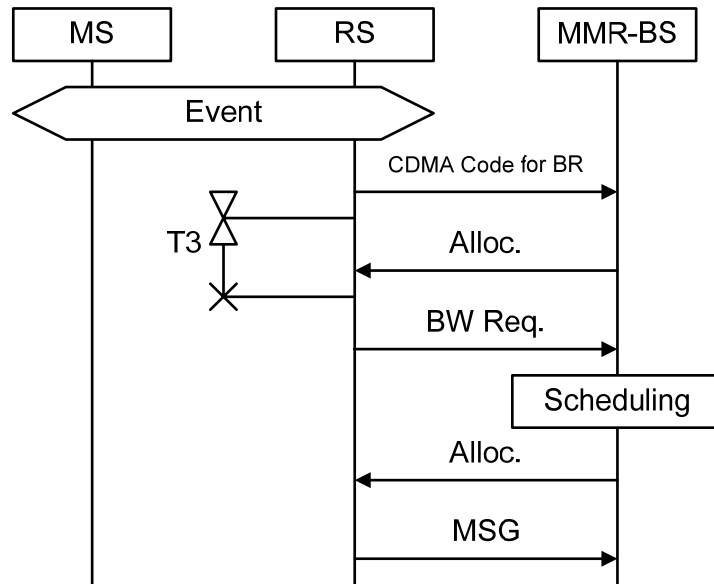 MS RS MMR-BS
Event
CDMA Code for BR
T3
Alloc.
BW Req.
Scheduling
Alloc.
MSG